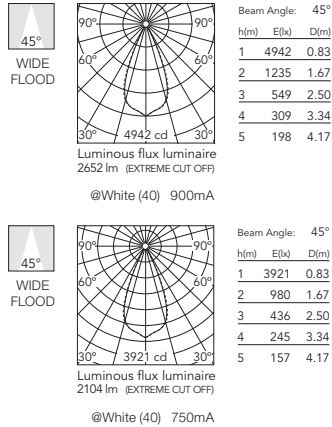 45°
WIDE
FLOOD
90° 90°
60° 60°
30° 4942 cd 30°
Luminous flux luminaire
2652 lm (EXTREME CUT OFF)
@White (40) 900mA
Beam Angle: 45°
h(m) E(lx) D(m)
1 4942 0.83
2 1235 1.67
3 549 2.50
4 309 3.34
5 198 4.17
45°
WIDE
FLOOD
90° 90°
60° 60°
30° 3921 cd 30°
Luminous flux luminaire
2104 lm (EXTREME CUT OFF)
@White (40) 750mA
Beam Angle: 45°
h(m) E(lx) D(m)
1 3921 0.83
2 980 1.67
3 436 2.50
4 245 3.34
5 157 4.17